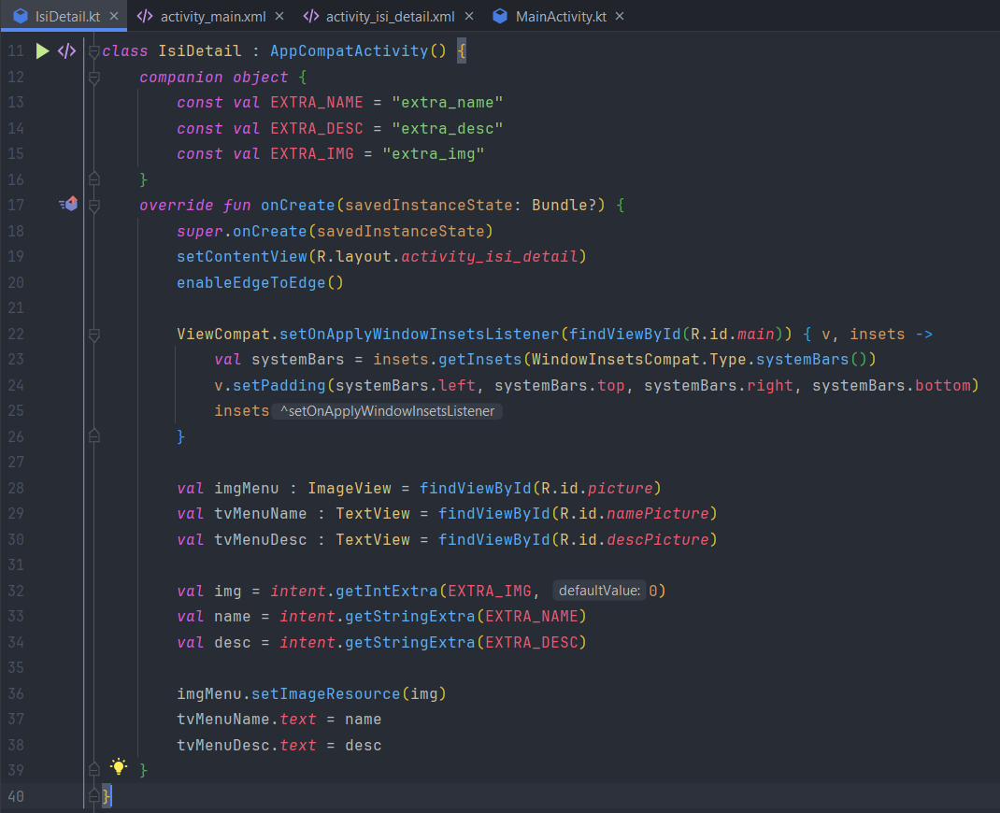 IsiDetail.kt × </> activity_main.xml × </> activity_isi_detail.xml × MainActivity.kt ×
11 </> class IsiDetail : AppCompatActivity() {
12 companion object {
13 const val EXTRA_NAME = "extra_name"
14 const val EXTRA_DESC = "extra_desc"
15 const val EXTRA_IMG = "extra_img"
16 }
17 override fun onCreate(savedInstanceState: Bundle?) {
18 super.onCreate(savedInstanceState)
19 setContentView(R.layout.activity_isi_detail)
20 enableEdgeToEdge()
21
22 ViewCompat.setOnApplyWindowInsetsListener(findViewById(R.id.main)) { v, insets ->
23 val systemBars = insets.getInsets(WindowInsetsCompat.Type.systemBars())
24 v.setPadding(systemBars.left, systemBars.top, systemBars.right, systemBars.bottom)
25 insets ^setOnApplyWindowInsetsListener
26 }
27
28 val imgMenu : ImageView = findViewById(R.id.picture)
29 val tvMenuName : TextView = findViewById(R.id.namePicture)
30 val tvMenuDesc : TextView = findViewById(R.id.descPicture)
31
32 val img = intent.getIntExtra(EXTRA_IMG, defaultValue: 0)
33 val name = intent.getStringExtra(EXTRA_NAME)
34 val desc = intent.getStringExtra(EXTRA_DESC)
35
36 imgMenu.setImageResource(img)
37 tvMenuName.text = name
38 tvMenuDesc.text = desc
39 }
40 }